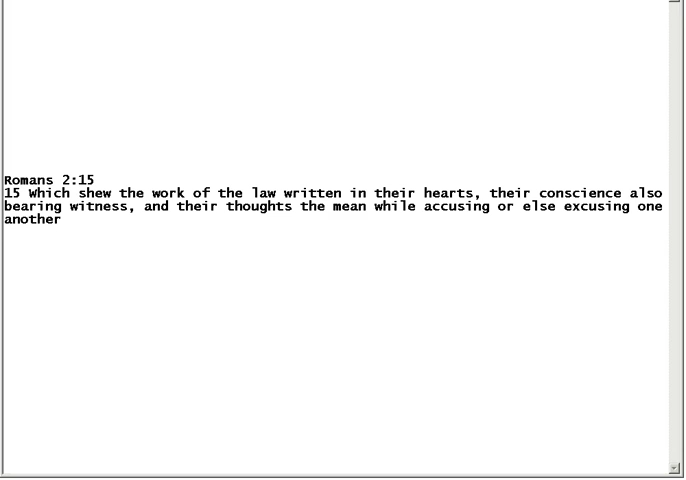 Romans 2:15
15 Which shew the work of the law written in their hearts, their conscience also
bearing witness, and their thoughts the mean while accusing or else excusing one
another